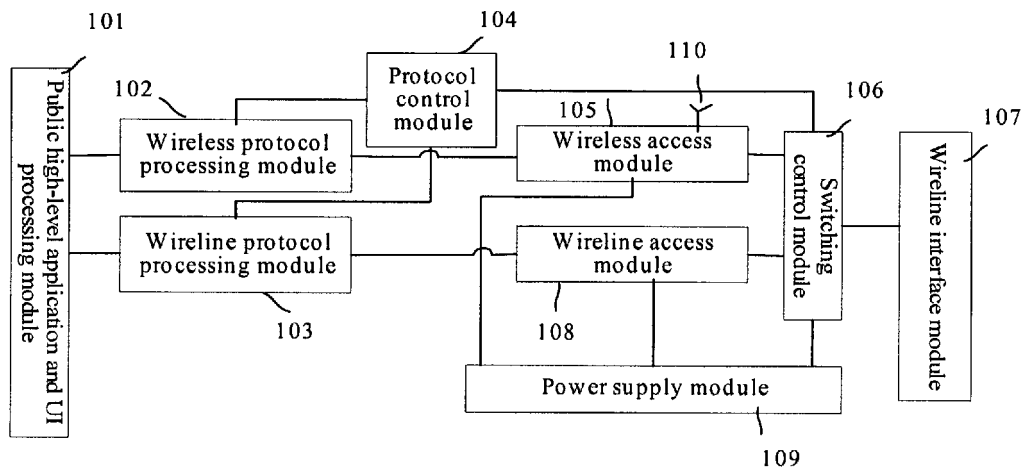 101
Public high-level application and UI
processing module
102
Wireless protocol
processing module
Wireline protocol
processing module
103
104
Protocol
control
module
105
110
Wireless access
module
Wireline access
module
108
106
Switching
control module
107
Wireline interface module
Power supply module
109